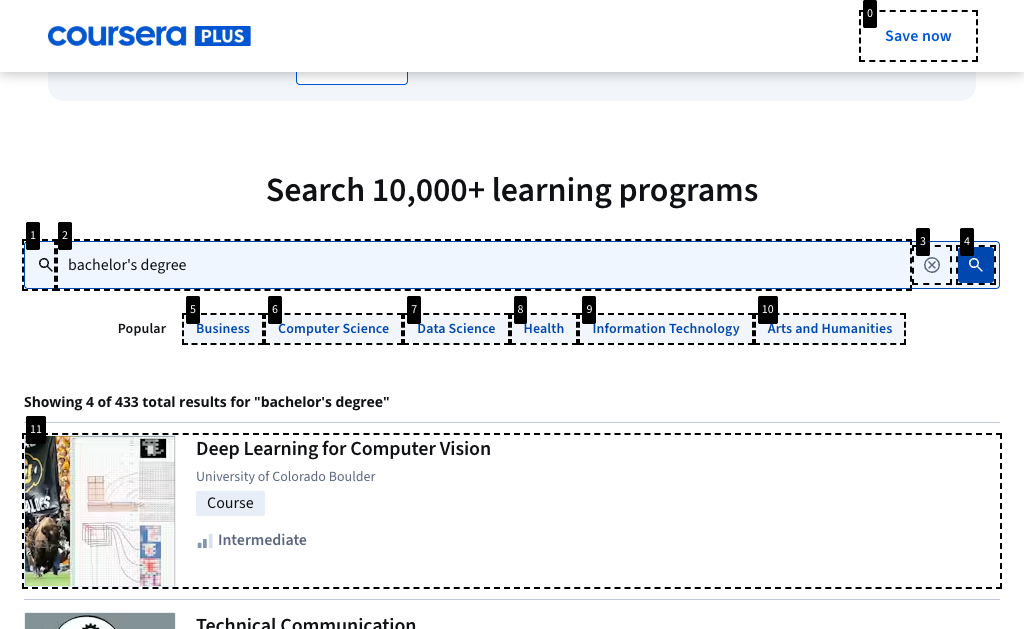 coursera PLUS
0
Save now
Search 10,000+ learning programs
1
2
3
4
bachelor's degree
5
6
7
8
9
10
Popular
Business
Computer Science
Data Science
Health
Information Technology
Arts and Humanities
Showing 4 of 433 total results for "bachelor's degree"
11
Deep Learning for Computer Vision
University of Colorado Boulder
Course
Intermediate
Technical Communication